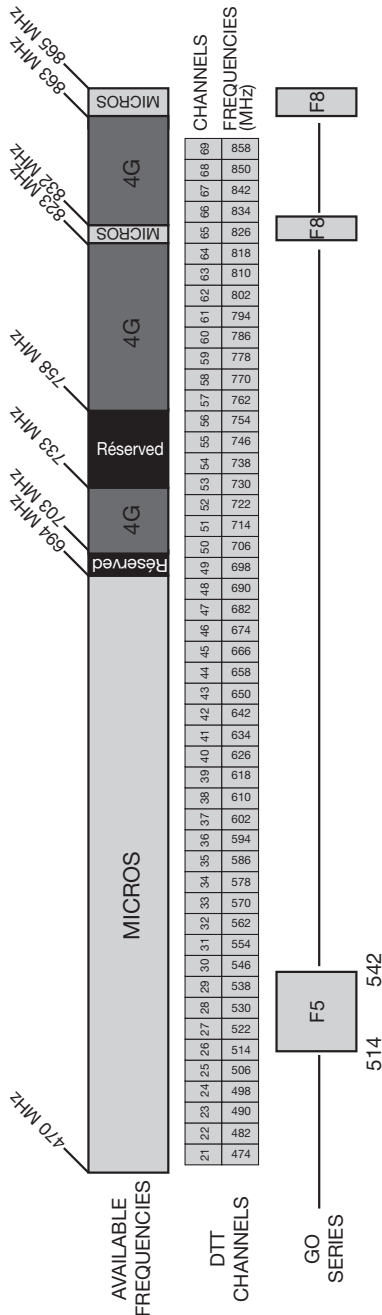 470 MHz
694 MHz
703 MHz
733 MHz
758 MHz
823 MHz
832 MHz
863 MHz
865 MHz
AVAILABLE
FREQUENCIES
MICROS
Réserved
4G
Réserved
4G
MICROS
4G
MICROS
DTT
CHANNELS
21 22 23 24 25 26 27 28 29 30 31 32 33 34 35 36 37 38 39 40 41 42 43 44 45 46 47 48 49 50 51 52 53 54 55 56 57 58 59 60 61 62 63 64 65 66 67 68 69
CHANNELS
474 482 490 498 506 514 522 530 538 546 554 562 570 578 586 594 602 610 618 626 634 642 650 658 666 674 682 690 698 706 714 722 730 738 746 754 762 770 778 786 794 802 810 818 826 834 842 850 858
FREQUENCIES
(MHz)
GO
SERIES
F5
F8
F8
514
542